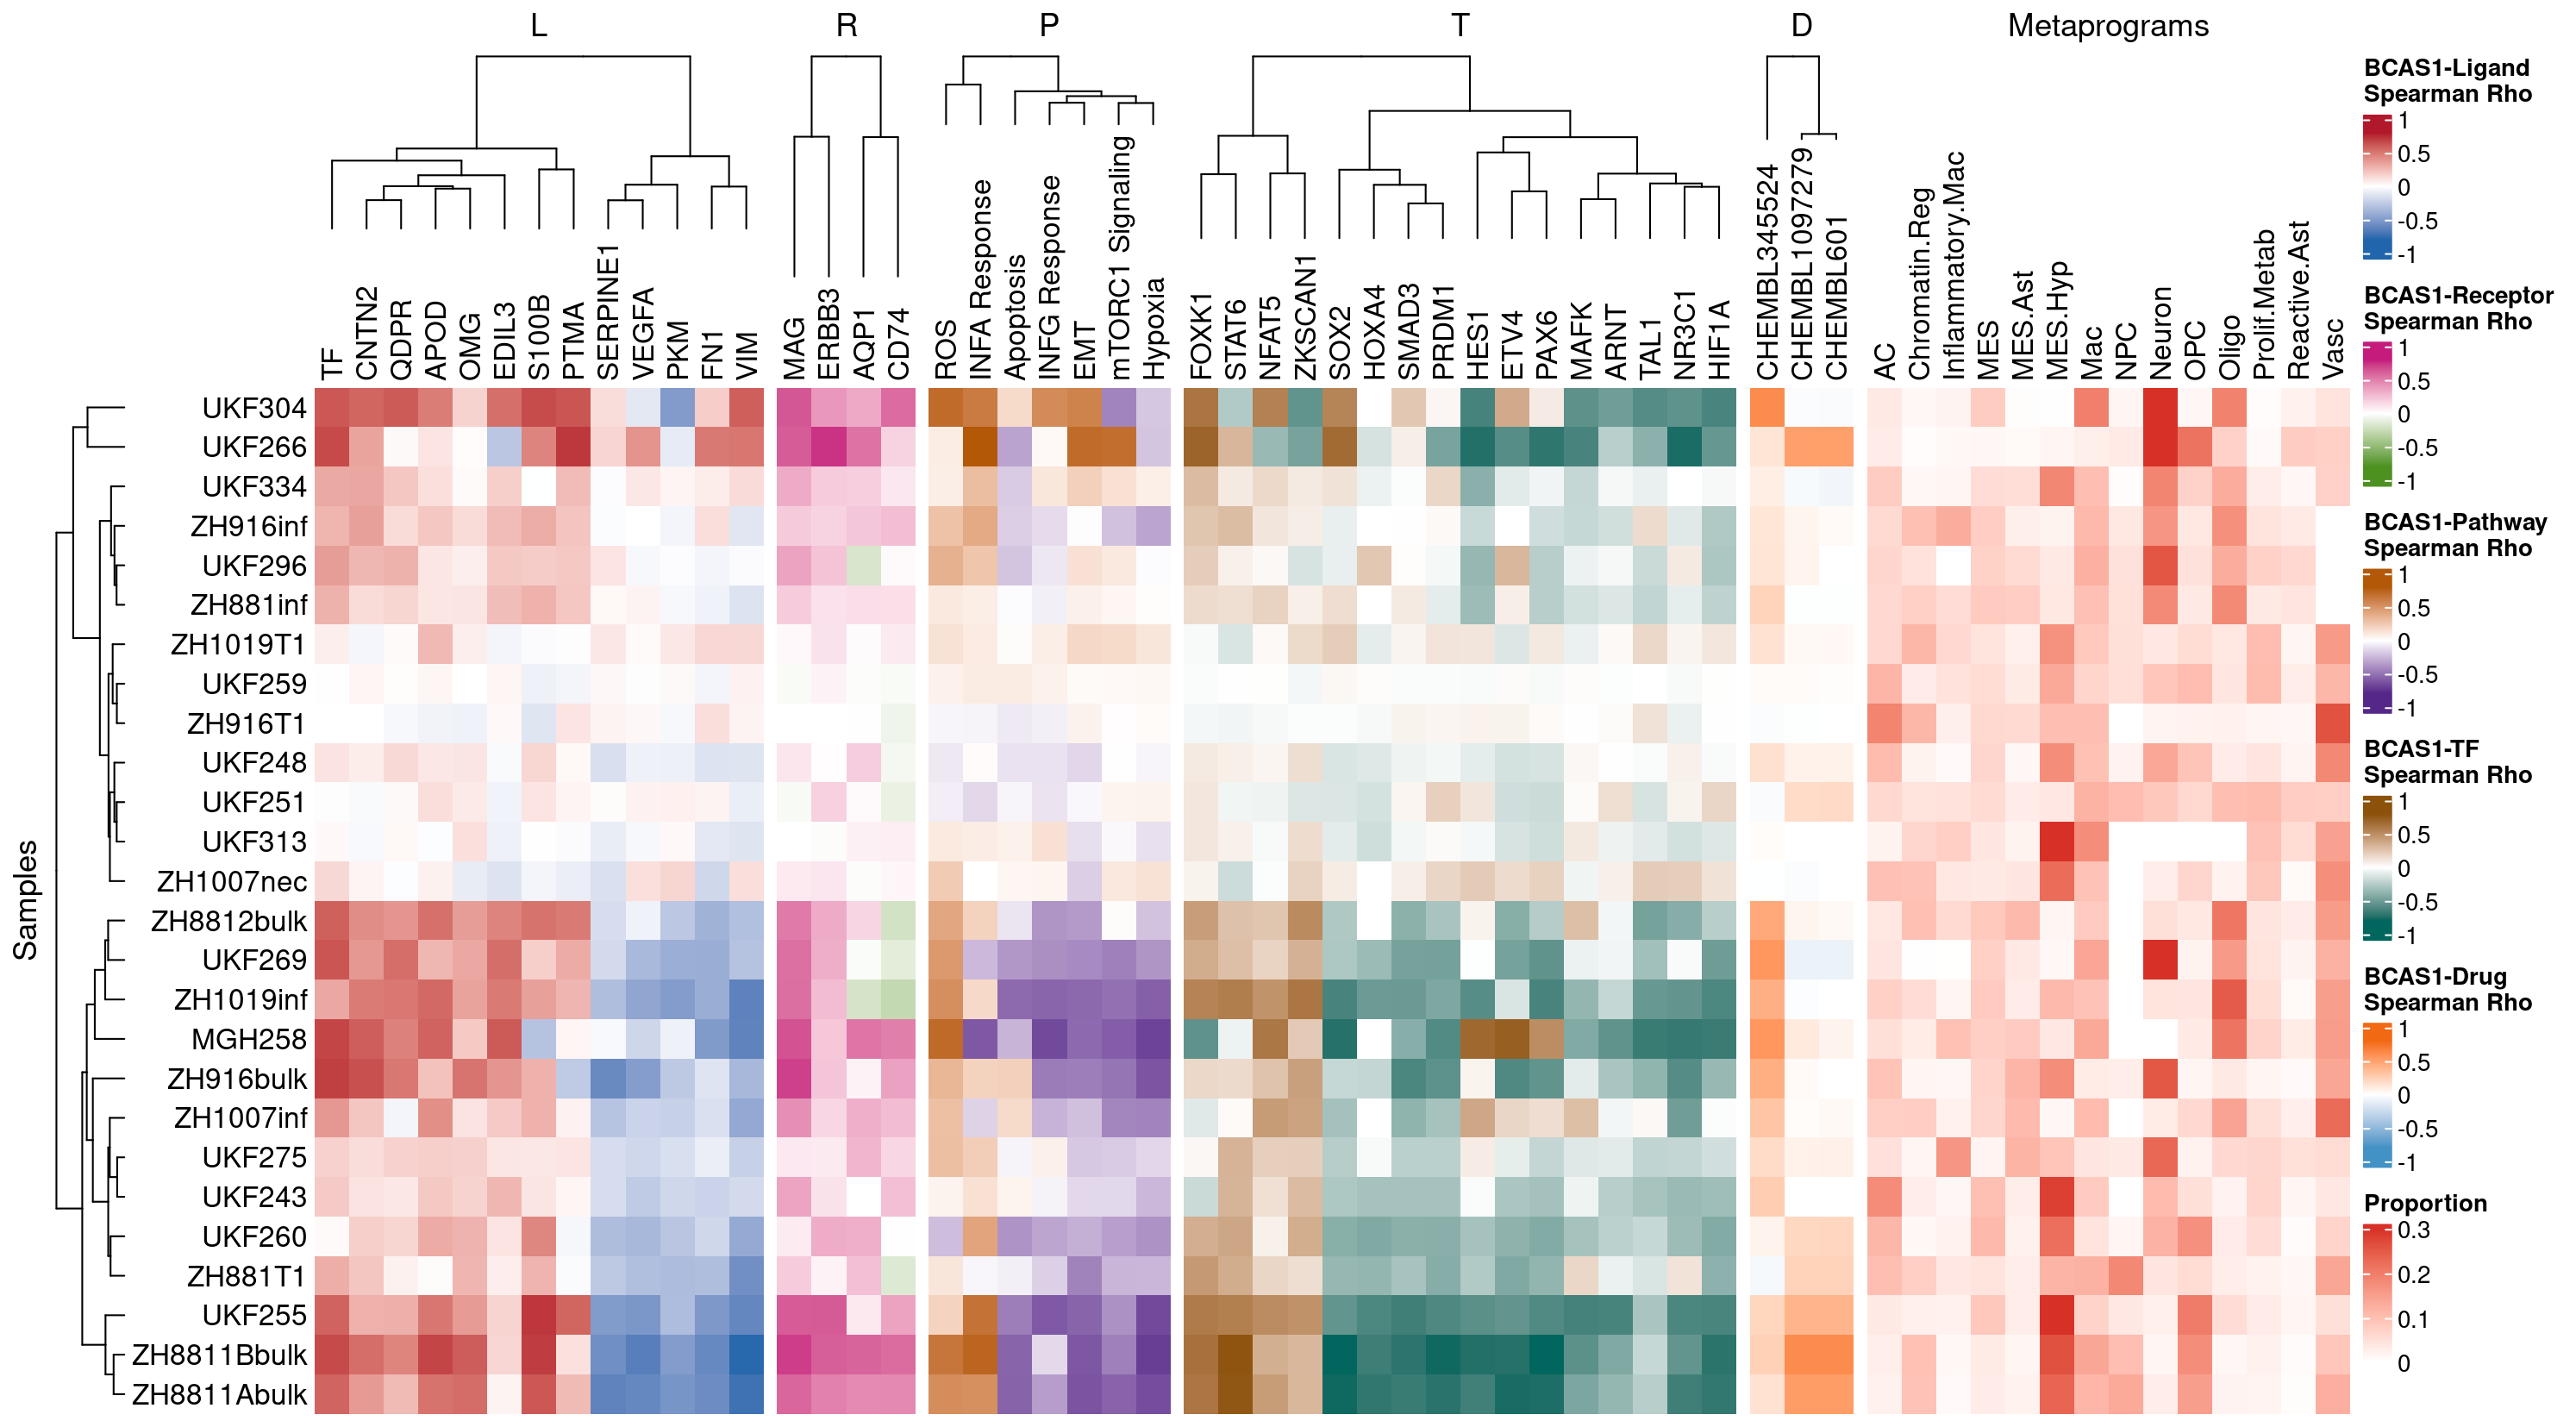 L
R
P
T
D
Metaprograms
TF
CNTN2
QDPR
APOD
OMG
EDIL3
S100B
PTMA
SERPINE1
VEGFA
PKM
FN1
VIM
MAG
ERBB3
AQP1
CD74
ROS
INFA Response
Apoptosis
INFG Response
EMT
mTORC1 Signaling
Hypoxia
FOXK1
STAT6
NFAT5
ZKSCAN1
SOX2
HOXA4
SMAD3
PRDM1
HES1
ETV4
PAX6
MAFK
ARNT
TAL1
NR3C1
HIF1A
CHEMBL345524
CHEMBL1097279
CHEMBL601
AC
Chromatin.Reg
Inflammatory.Mac
MES
MES.Ast
MES.Hyp
Mac
NPC
Neuron
OPC
Oligo
Prolif.Metab
Reactive.Ast
Vasc
Samples
UKF304
UKF266
UKF334
ZH916inf
UKF296
ZH881inf
ZH1019T1
UKF259
ZH916T1
UKF248
UKF251
UKF313
ZH1007nec
ZH8812bulk
UKF269
ZH1019inf
MGH258
ZH916bulk
ZH1007inf
UKF275
UKF243
UKF260
ZH881T1
UKF255
ZH8811Bbulk
ZH8811Abulk
BCAS1-Ligand
Spearman Rho
1
0.5
0
-0.5
-1
BCAS1-Receptor
Spearman Rho
1
0.5
0
-0.5
-1
BCAS1-Pathway
Spearman Rho
1
0.5
0
-0.5
-1
BCAS1-TF
Spearman Rho
1
0.5
0
-0.5
-1
BCAS1-Drug
Spearman Rho
1
0.5
0
-0.5
-1
Proportion
0.3
0.2
0.1
0